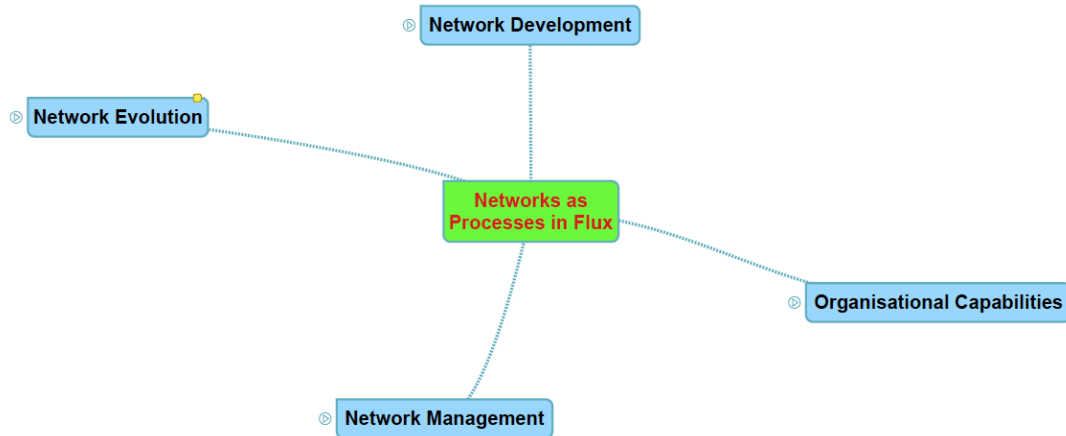 Network Development
Network Evolution
Networks as
Processes in Flux
Organisational Capabilities
Network Management